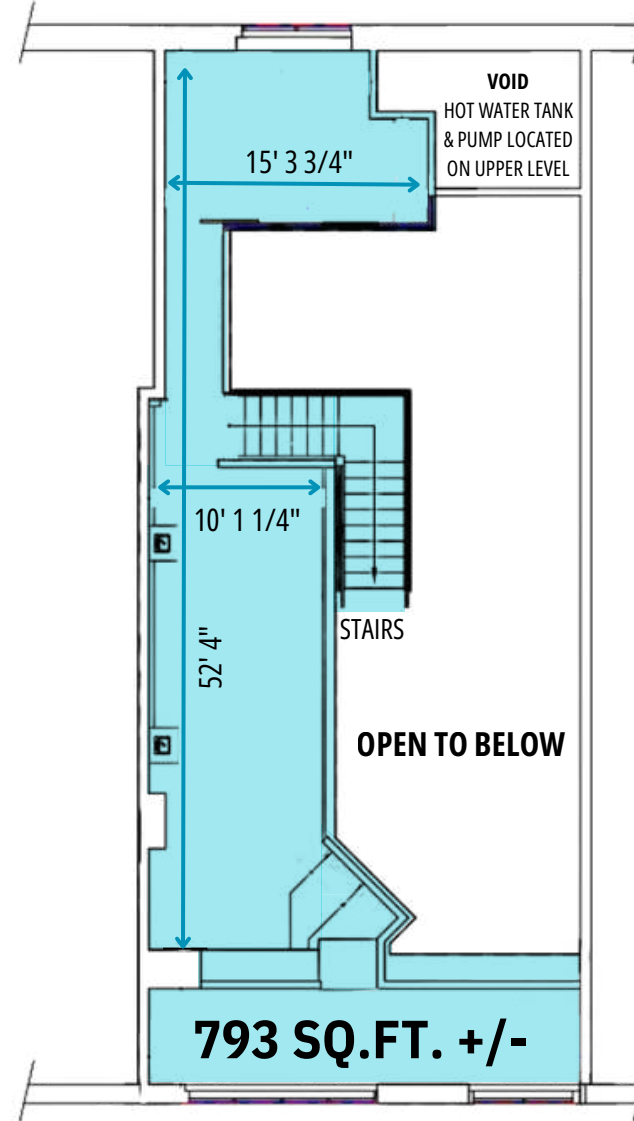 VOID
HOT WATER TANK
& PUMP LOCATED
ON UPPER LEVEL
15' 3 3/4"
10' 1 1/4"
52' 4"
STAIRS
OPEN TO BELOW
793 SQ.FT. +/-